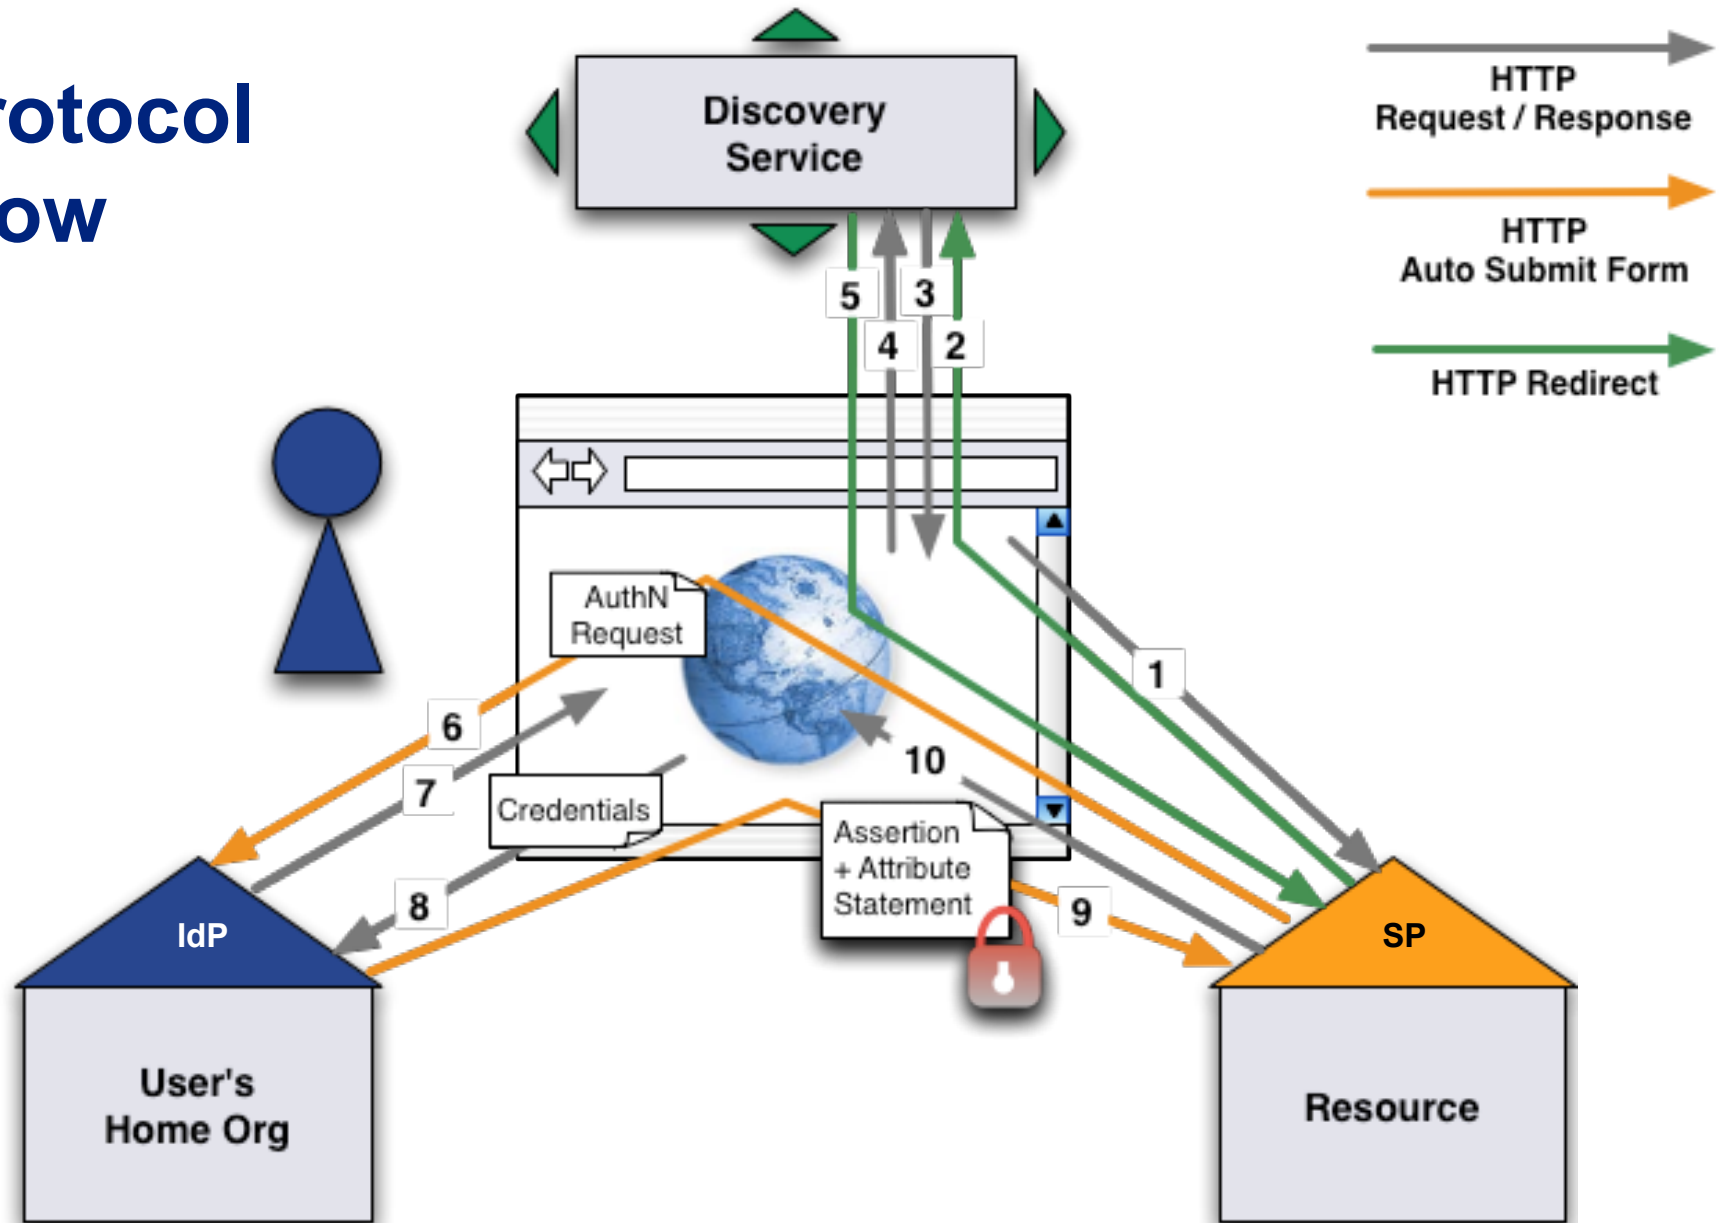 rotocol
ow
Discovery
Service
HTTP
Request / Response
HTTP
Auto Submit Form
HTTP Redirect
5
3
4
2
AuthN
Request
1
6
10
7
Credentials
Assertion
+ Attribute
Statement
8
9
IdP
SP
User's
Home Org
Resource